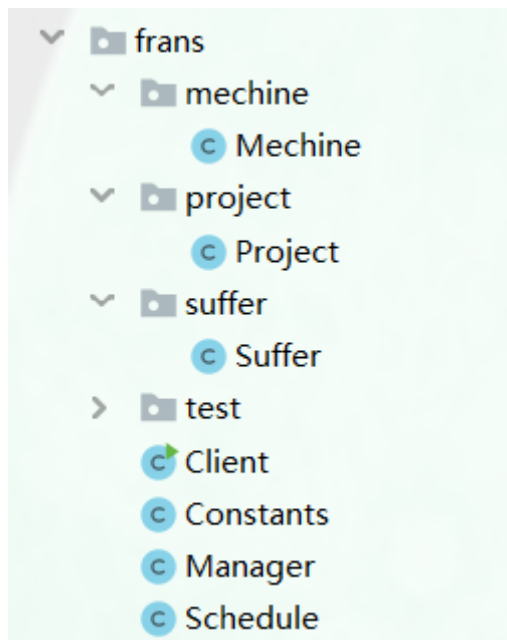 frans
mechine
C Mechine
project
C Project
suffer
C Suffer
test
C Client
C Constants
C Manager
C Schedule